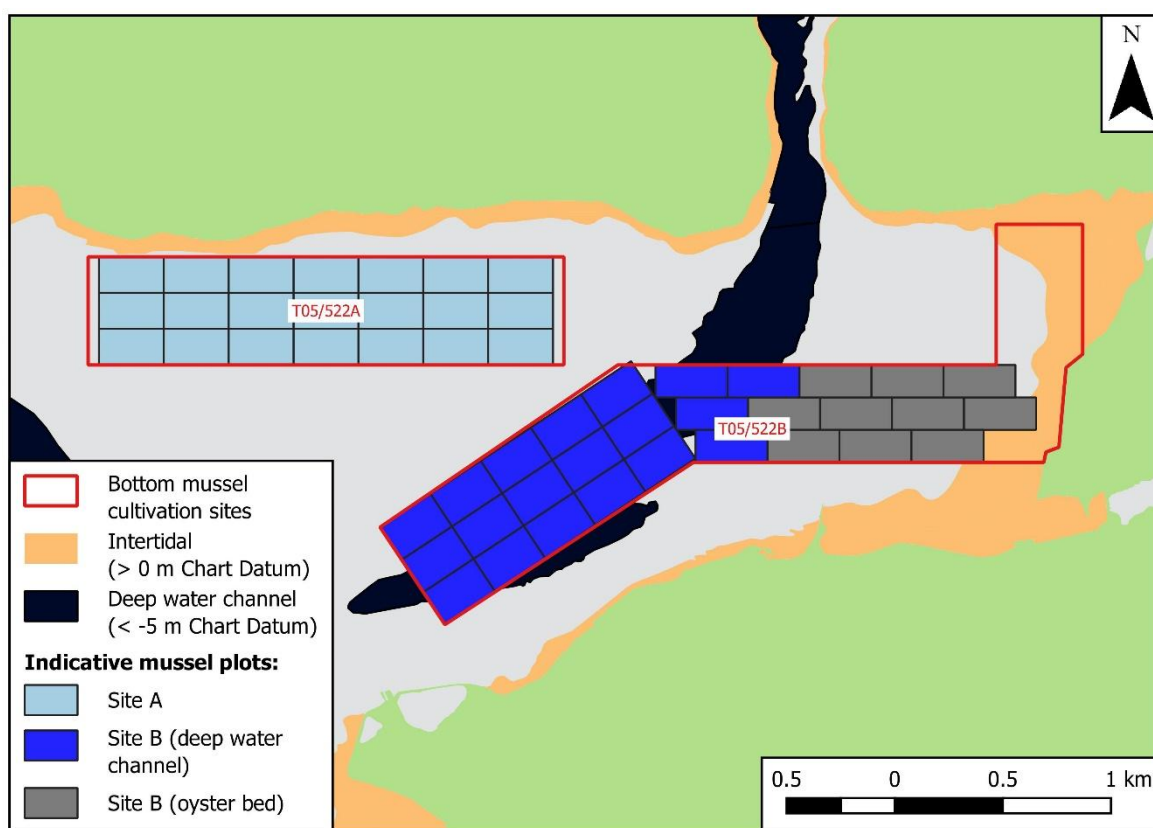 N
T05/522A
T05/522B
Bottom mussel
cultivation sites
Intertidal
(> 0 m Chart Datum)
Deep water channel
(< -5 m Chart Datum)
Indicative mussel plots:
Site A
Site B (deep water
channel)
Site B (oyster bed)
0.5 0 0.5 1 km